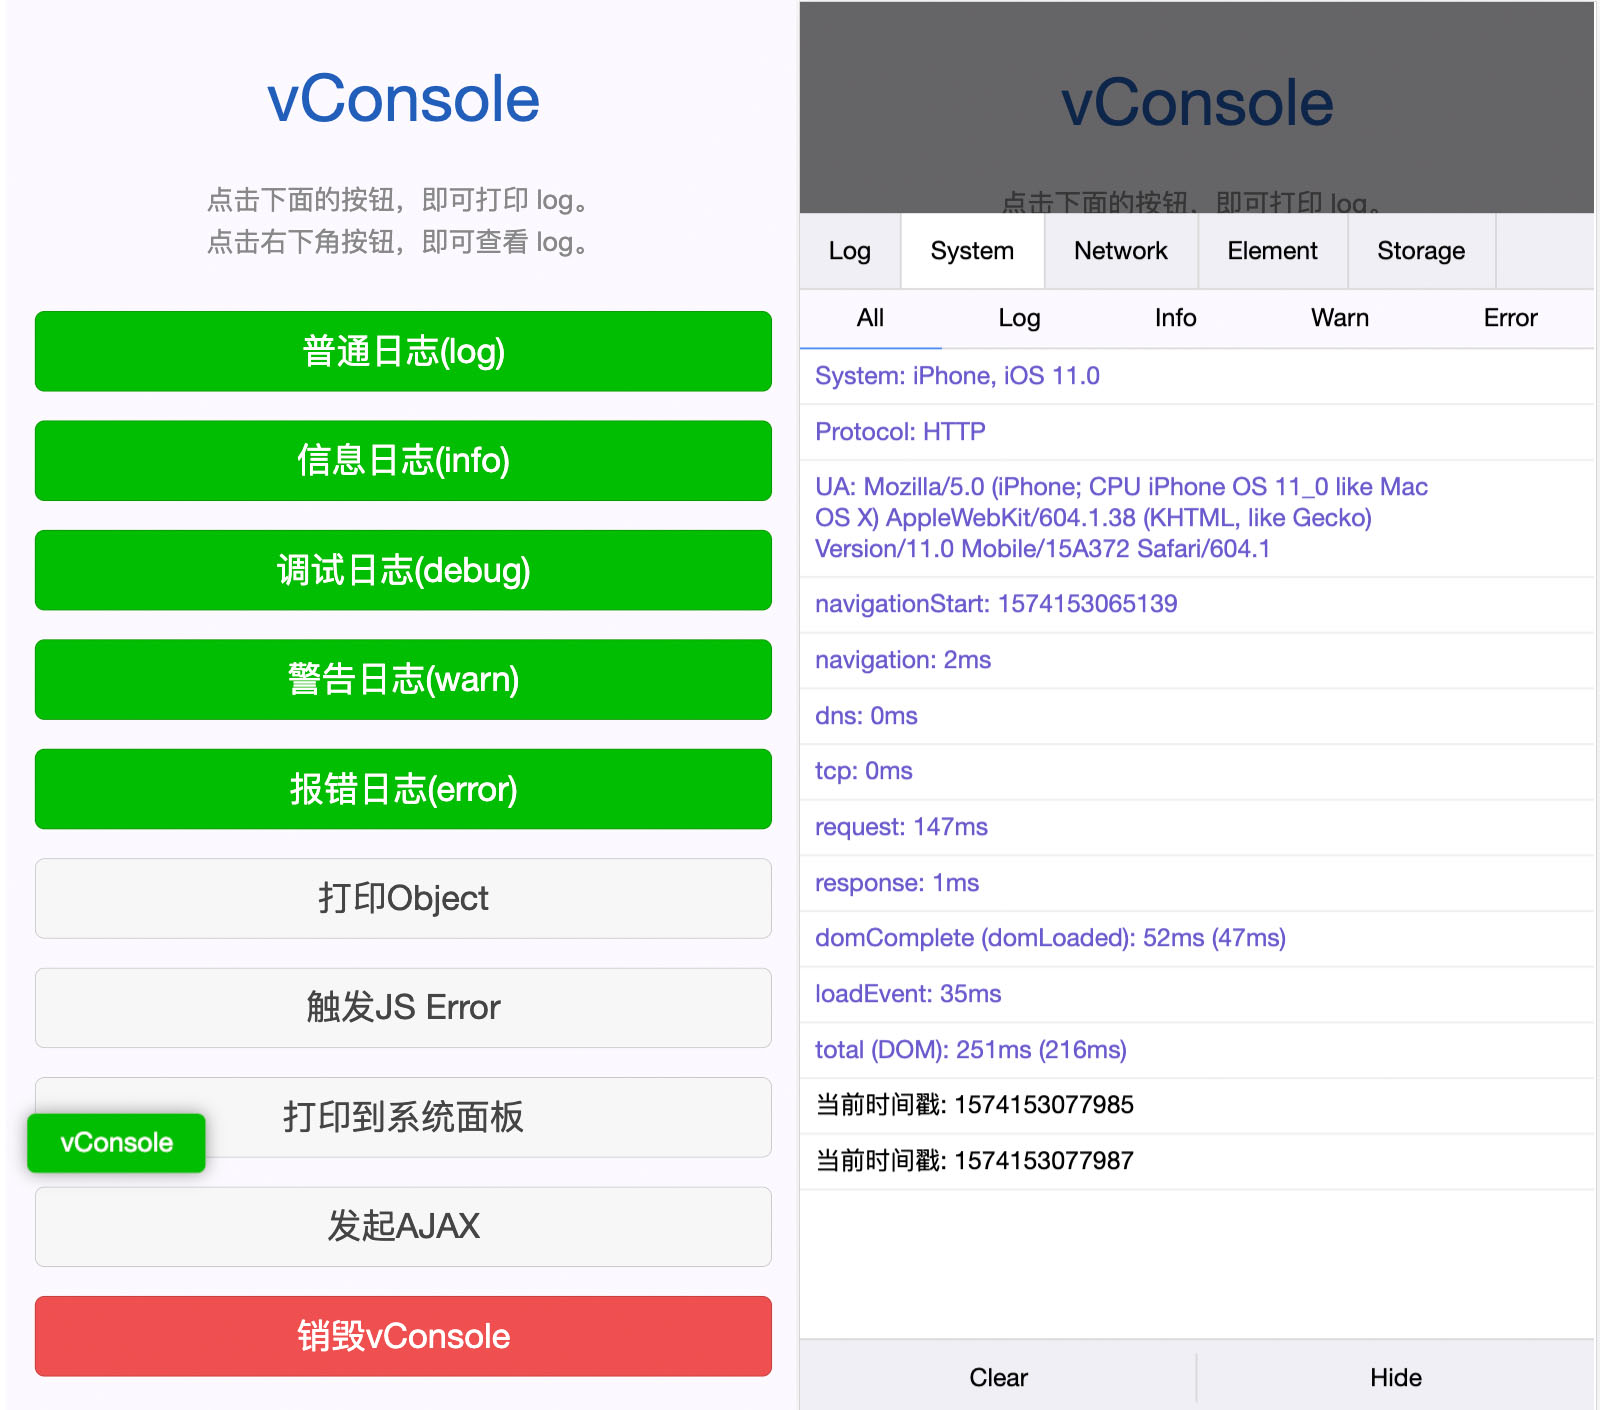 vConsole
点击下面的按钮，即可打印 log。
点击右下角按钮，即可查看 log。
普通日志(log)
信息日志(info)
调试日志(debug)
警告日志(warn)
报错日志(error)
打印Object
触发JS Error
打印到系统面板
vConsole
发起AJAX
销毁vConsole
vConsole
点击下面的按钮，即可打印 log。
Log System Network Element Storage
All Log Info Warn Error
System: iPhone, iOS 11.0
Protocol: HTTP
UA: Mozilla/5.0 (iPhone; CPU iPhone OS 11_0 like Mac
OS X) AppleWebKit/604.1.38 (KHTML, like Gecko)
Version/11.0 Mobile/15A372 Safari/604.1
navigationStart: 1574153065139
navigation: 2ms
dns: 0ms
tcp: 0ms
request: 147ms
response: 1ms
domComplete (domLoaded): 52ms (47ms)
loadEvent: 35ms
total (DOM): 251ms (216ms)
当前时间戳: 1574153077985
当前时间戳: 1574153077987
Clear Hide